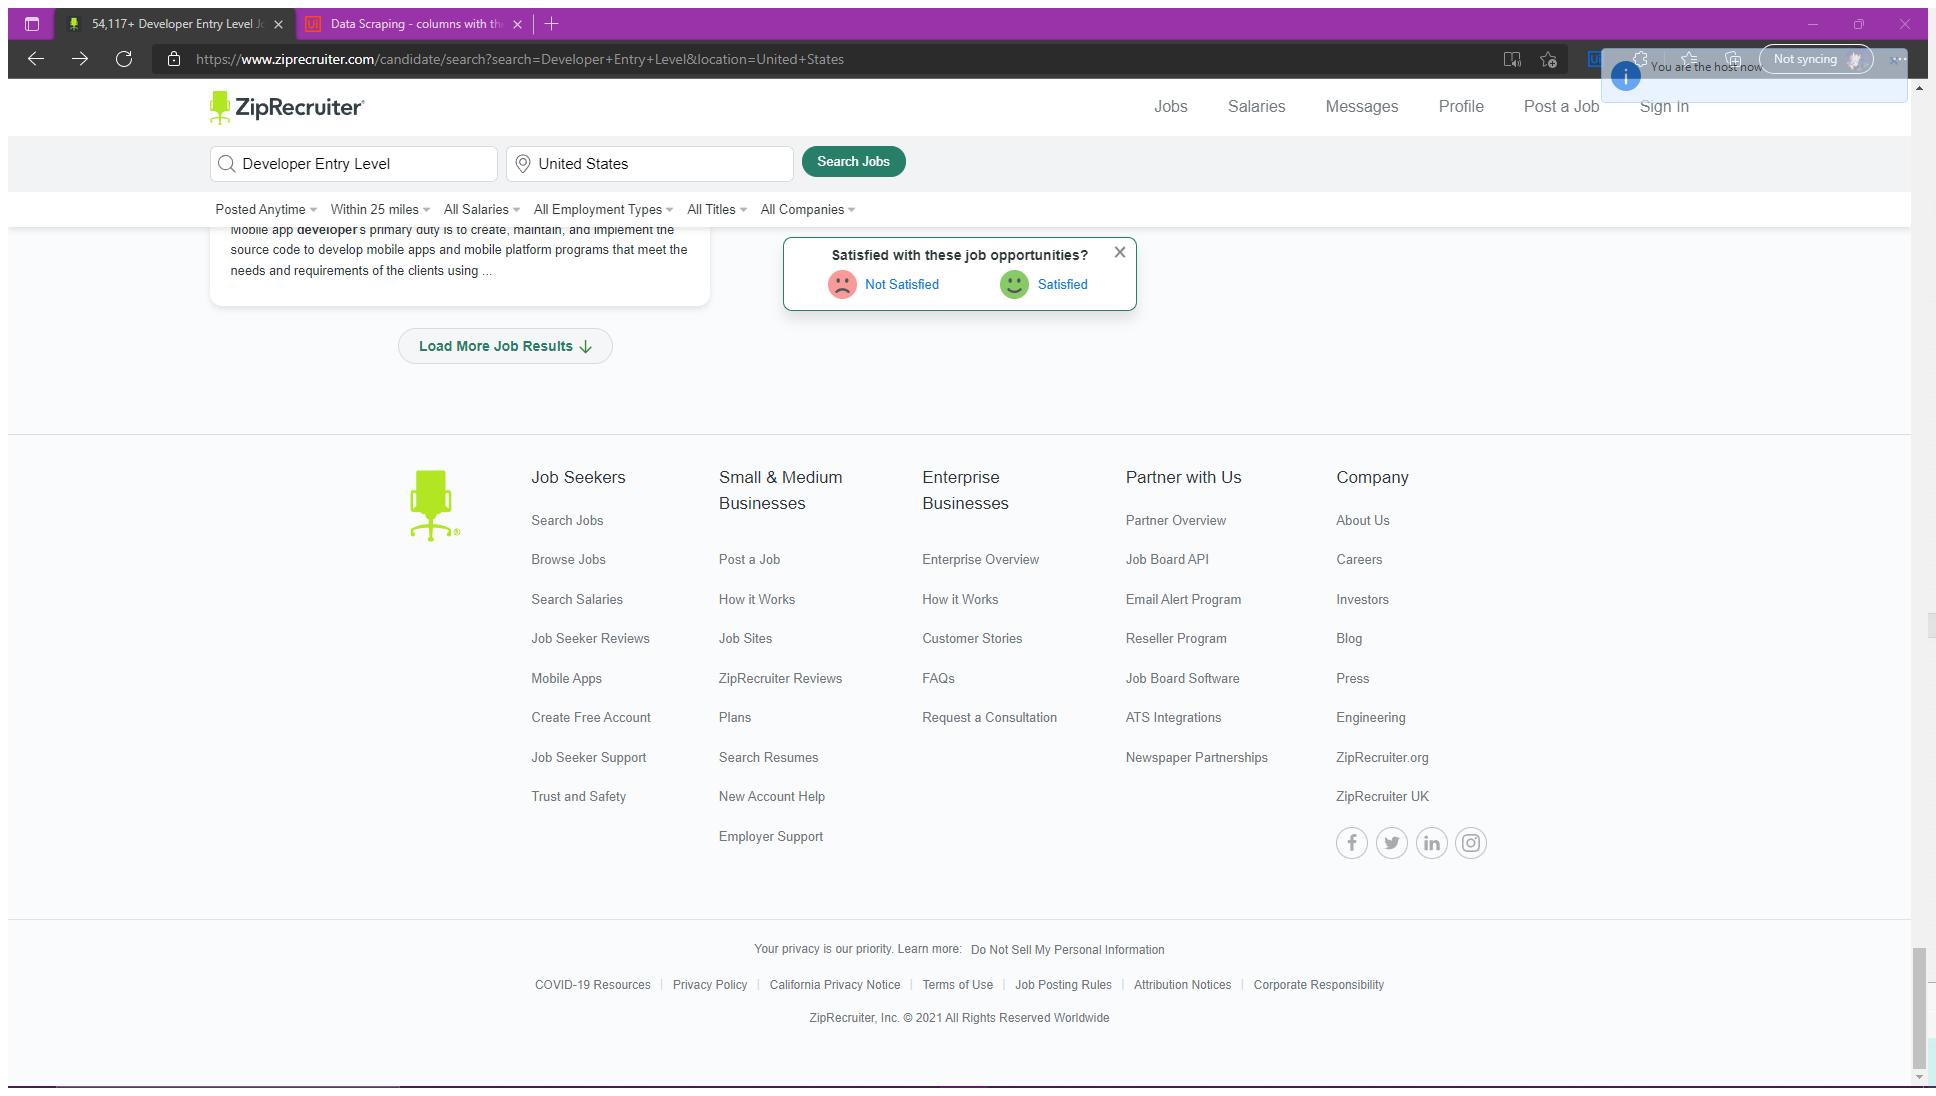 54,117+ Developer Entry Level Jo
Data Scraping - columns with th
https://www.ziprecruiter.com/candidate/search?search=Developer+Entry+Level&location=United+States
Not syncing
You are the host now
ZipRecruiter
Jobs
Salaries
Messages
Profile
Post a Job
Sign In
Developer Entry Level
United States
Search Jobs
Posted Anytime
Within 25 miles
All Salaries
All Employment Types
All Titles
All Companies
Mobile app developer's primary duty is to create, maintain, and implement the
source code to develop mobile apps and mobile platform programs that meet the
needs and requirements of the clients using ...
Satisfied with these job opportunities?
Not Satisfied
Satisfied
Load More Job Results
Job Seekers
Search Jobs
Browse Jobs
Search Salaries
Job Seeker Reviews
Mobile Apps
Create Free Account
Job Seeker Support
Trust and Safety
Small & Medium
Businesses
Post a Job
How it Works
Job Sites
ZipRecruiter Reviews
Plans
Search Resumes
New Account Help
Employer Support
Enterprise
Businesses
Enterprise Overview
How it Works
Customer Stories
FAQs
Request a Consultation
Partner with Us
Partner Overview
Job Board API
Email Alert Program
Reseller Program
Job Board Software
ATS Integrations
Newspaper Partnerships
Company
About Us
Careers
Investors
Blog
Press
Engineering
ZipRecruiter.org
ZipRecruiter UK
Your privacy is our priority. Learn more: Do Not Sell My Personal Information
COVID-19 Resources | Privacy Policy | California Privacy Notice | Terms of Use | Job Posting Rules | Attribution Notices | Corporate Responsibility
ZipRecruiter, Inc. © 2021 All Rights Reserved Worldwide